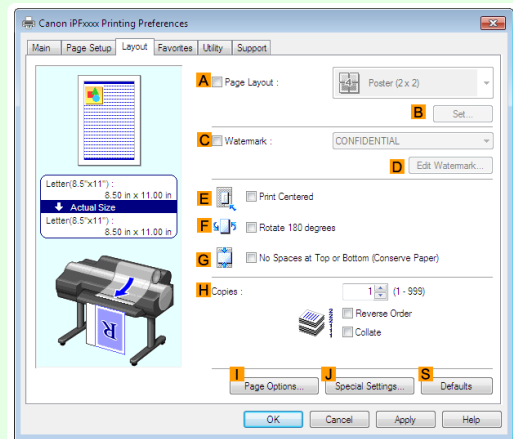 Canon iPFxxxx Printing Preferences
Main Page Setup Layout Favorites Utility Support
A Page Layout : Poster (2 x 2)
B Set...
C Watermark : CONFIDENTIAL
D Edit Watermark...
Letter(8.5"x11") :
8.50 in x 11.00 in
Actual Size
Letter(8.5"x11") :
8.50 in x 11.00 in
E Print Centered
F Rotate 180 degrees
G No Spaces at Top or Bottom (Conserve Paper)
H Copies : 1 (1 - 999)
Reverse Order
Collate
R
I Page Options...
J Special Settings...
S Defaults
OK Cancel Apply Help